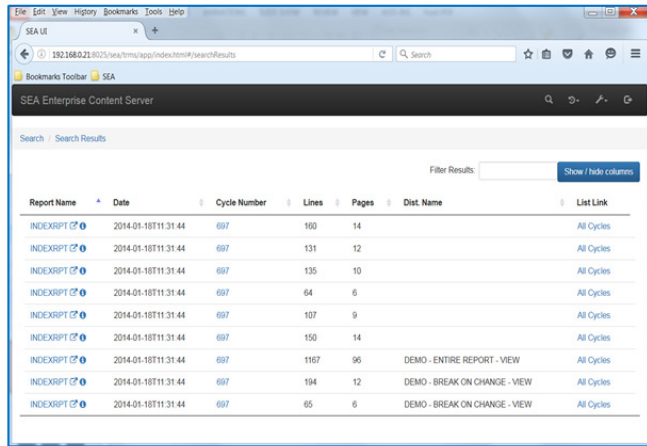 File Edit View History Bookmarks Tools Help
SEA UI × +
192.168.0.21:8025/sea/trms/app/index.html#/searchResults Search
Bookmarks Toolbar SEA
SEA Enterprise Content Server
Search / Search Results
Filter Results: Show / hide columns
Report Name Date Cycle Number Lines Pages Dist. Name List Link
INDEXRPT 2014-01-18T11:31:44 697 160 14 All Cycles
INDEXRPT 2014-01-18T11:31:44 697 131 12 All Cycles
INDEXRPT 2014-01-18T11:31:44 697 135 10 All Cycles
INDEXRPT 2014-01-18T11:31:44 697 64 6 All Cycles
INDEXRPT 2014-01-18T11:31:44 697 107 9 All Cycles
INDEXRPT 2014-01-18T11:31:44 697 150 14 All Cycles
INDEXRPT 2014-01-18T11:31:44 697 1167 96 DEMO - ENTIRE REPORT - VIEW All Cycles
INDEXRPT 2014-01-18T11:31:44 697 194 12 DEMO - BREAK ON CHANGE - VIEW All Cycles
INDEXRPT 2014-01-18T11:31:44 697 65 6 DEMO - BREAK ON CHANGE - VIEW All Cycles